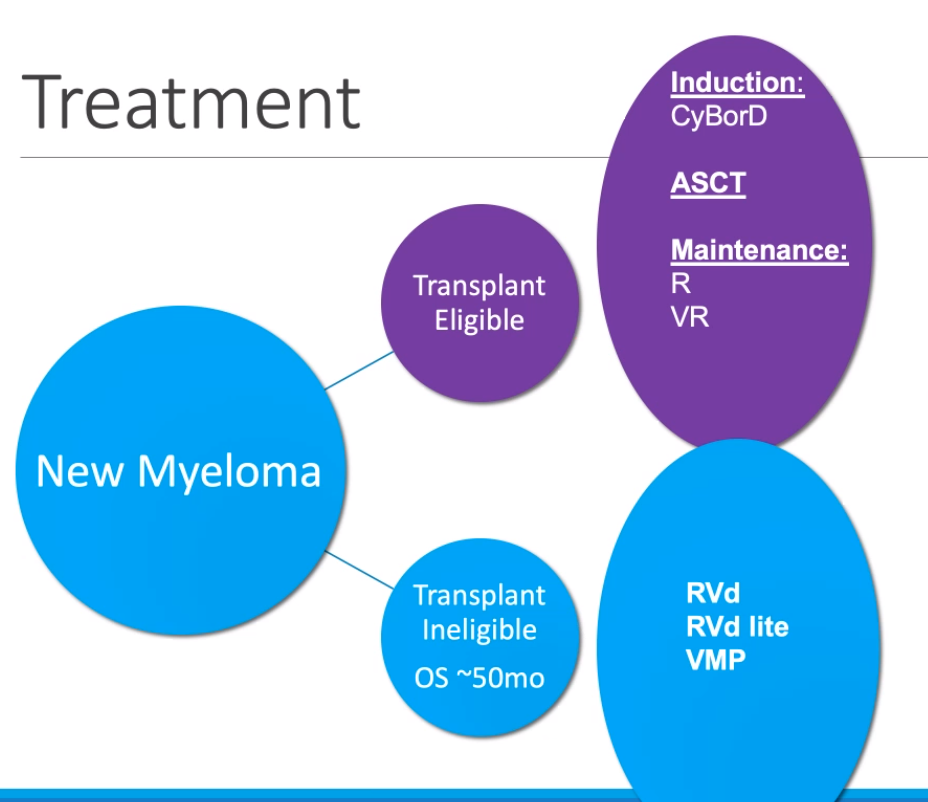 Treatment
New Myeloma
Transplant
Eligible
Induction:
CyBorD
ASCT
Maintenance:
R
VR
Transplant
Ineligible
OS ~50mo
RVd
RVd lite
VMP